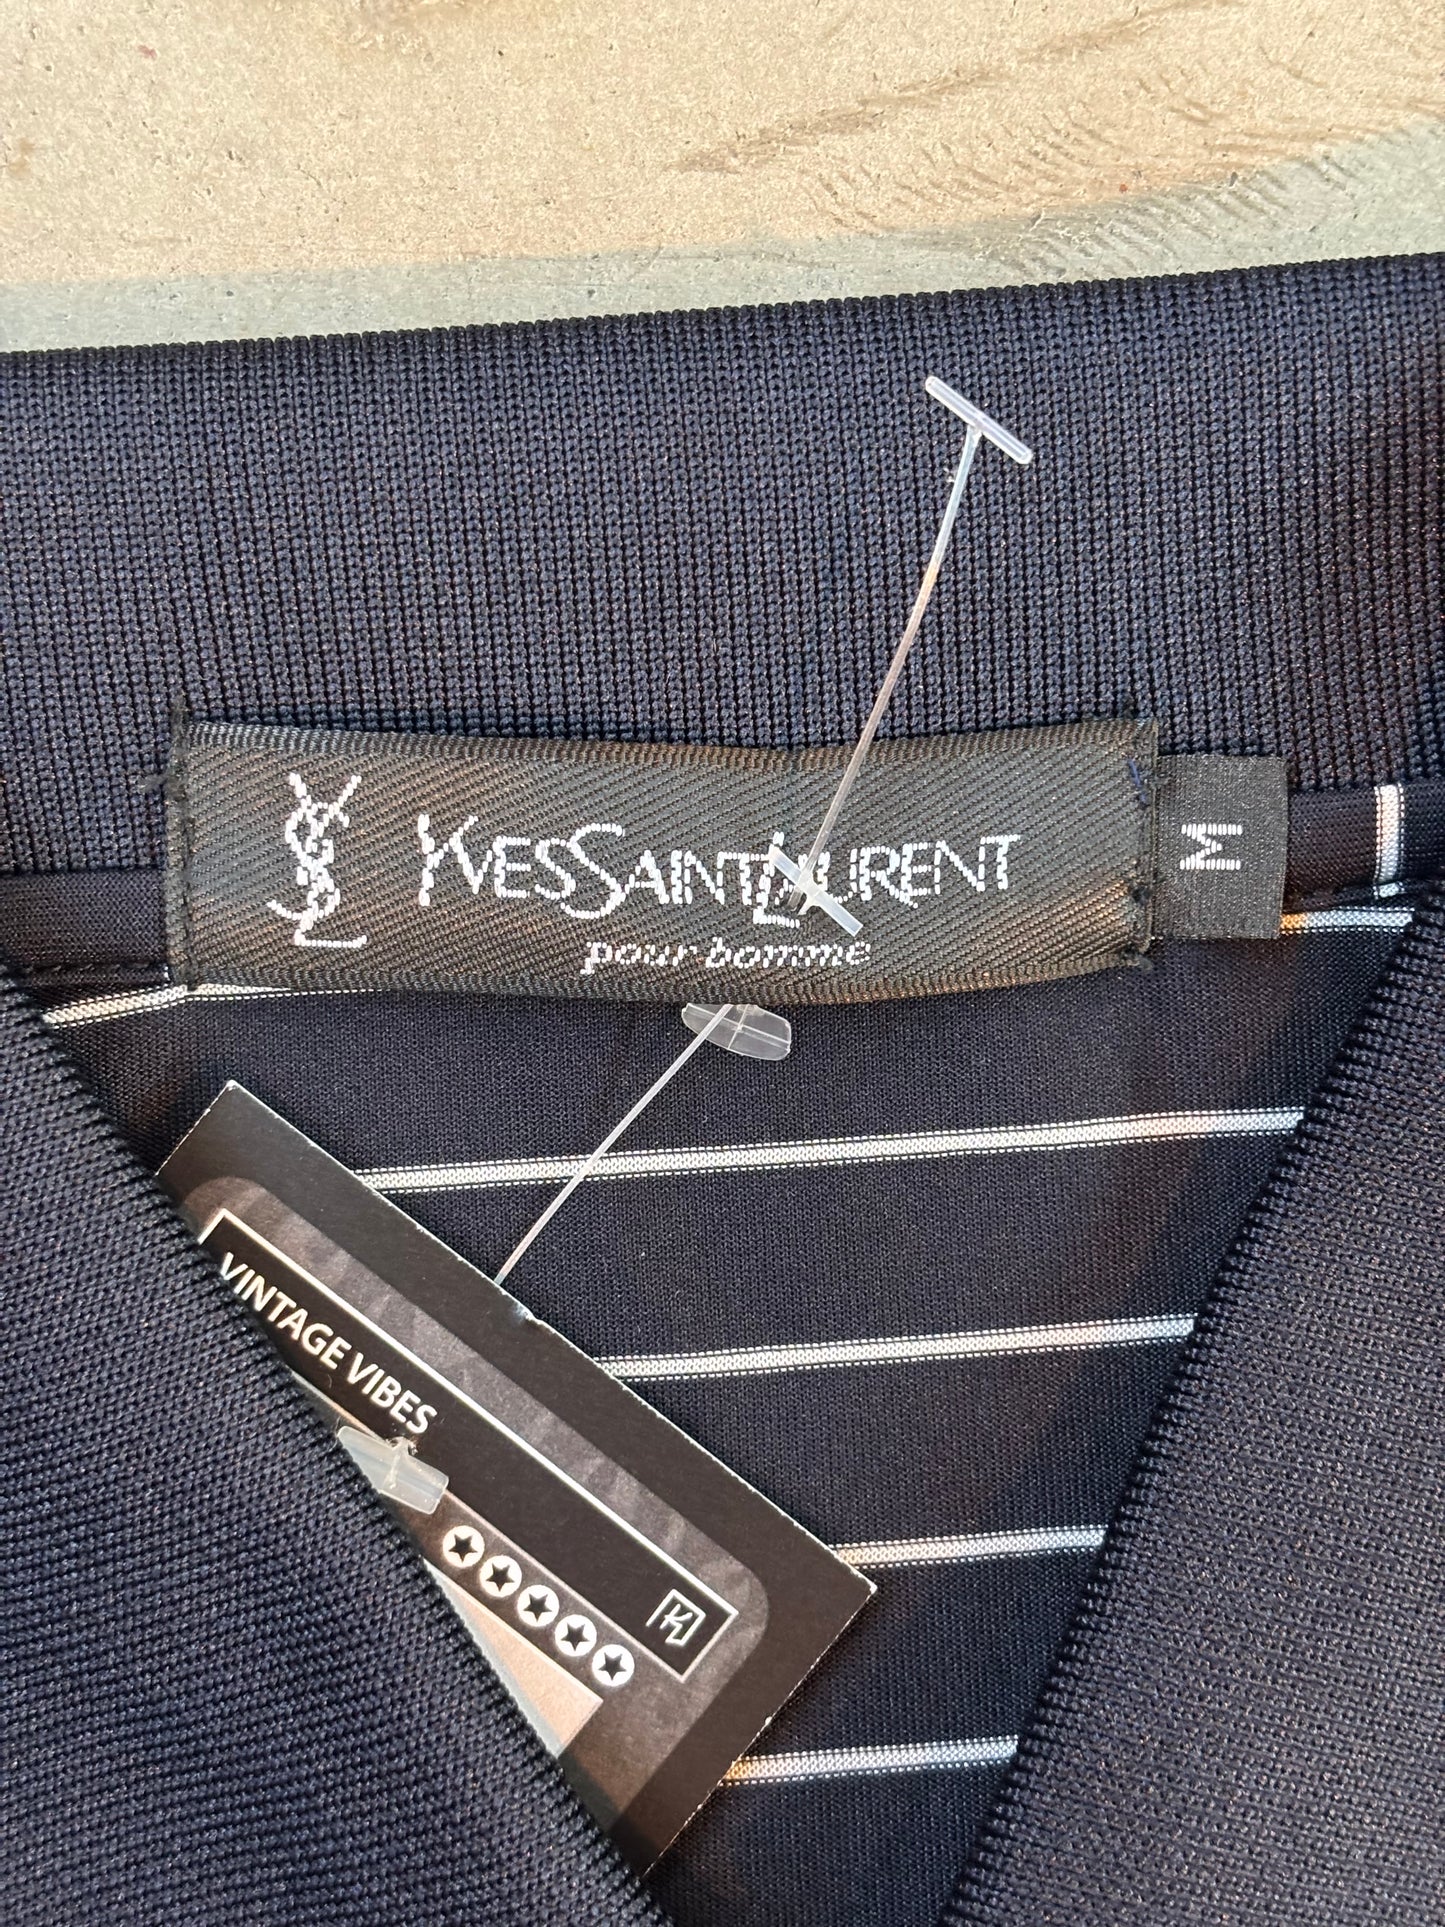 YSL
YVESSAINTLAURENT
pour homme
M
VINTAGE VIBES